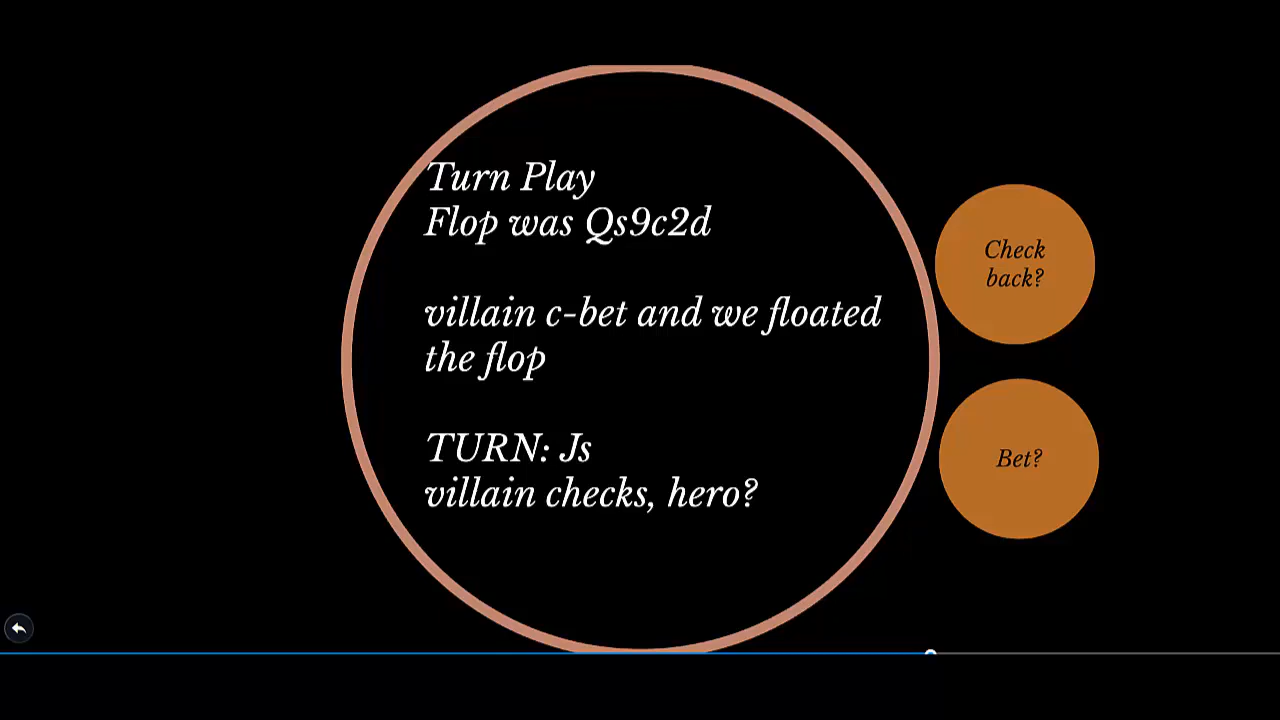 Turn Play
Flop was Qs9c2d
villain c-bet and we floated
the flop
TURN: Js
villain checks, hero?
Check
back?
Bet?